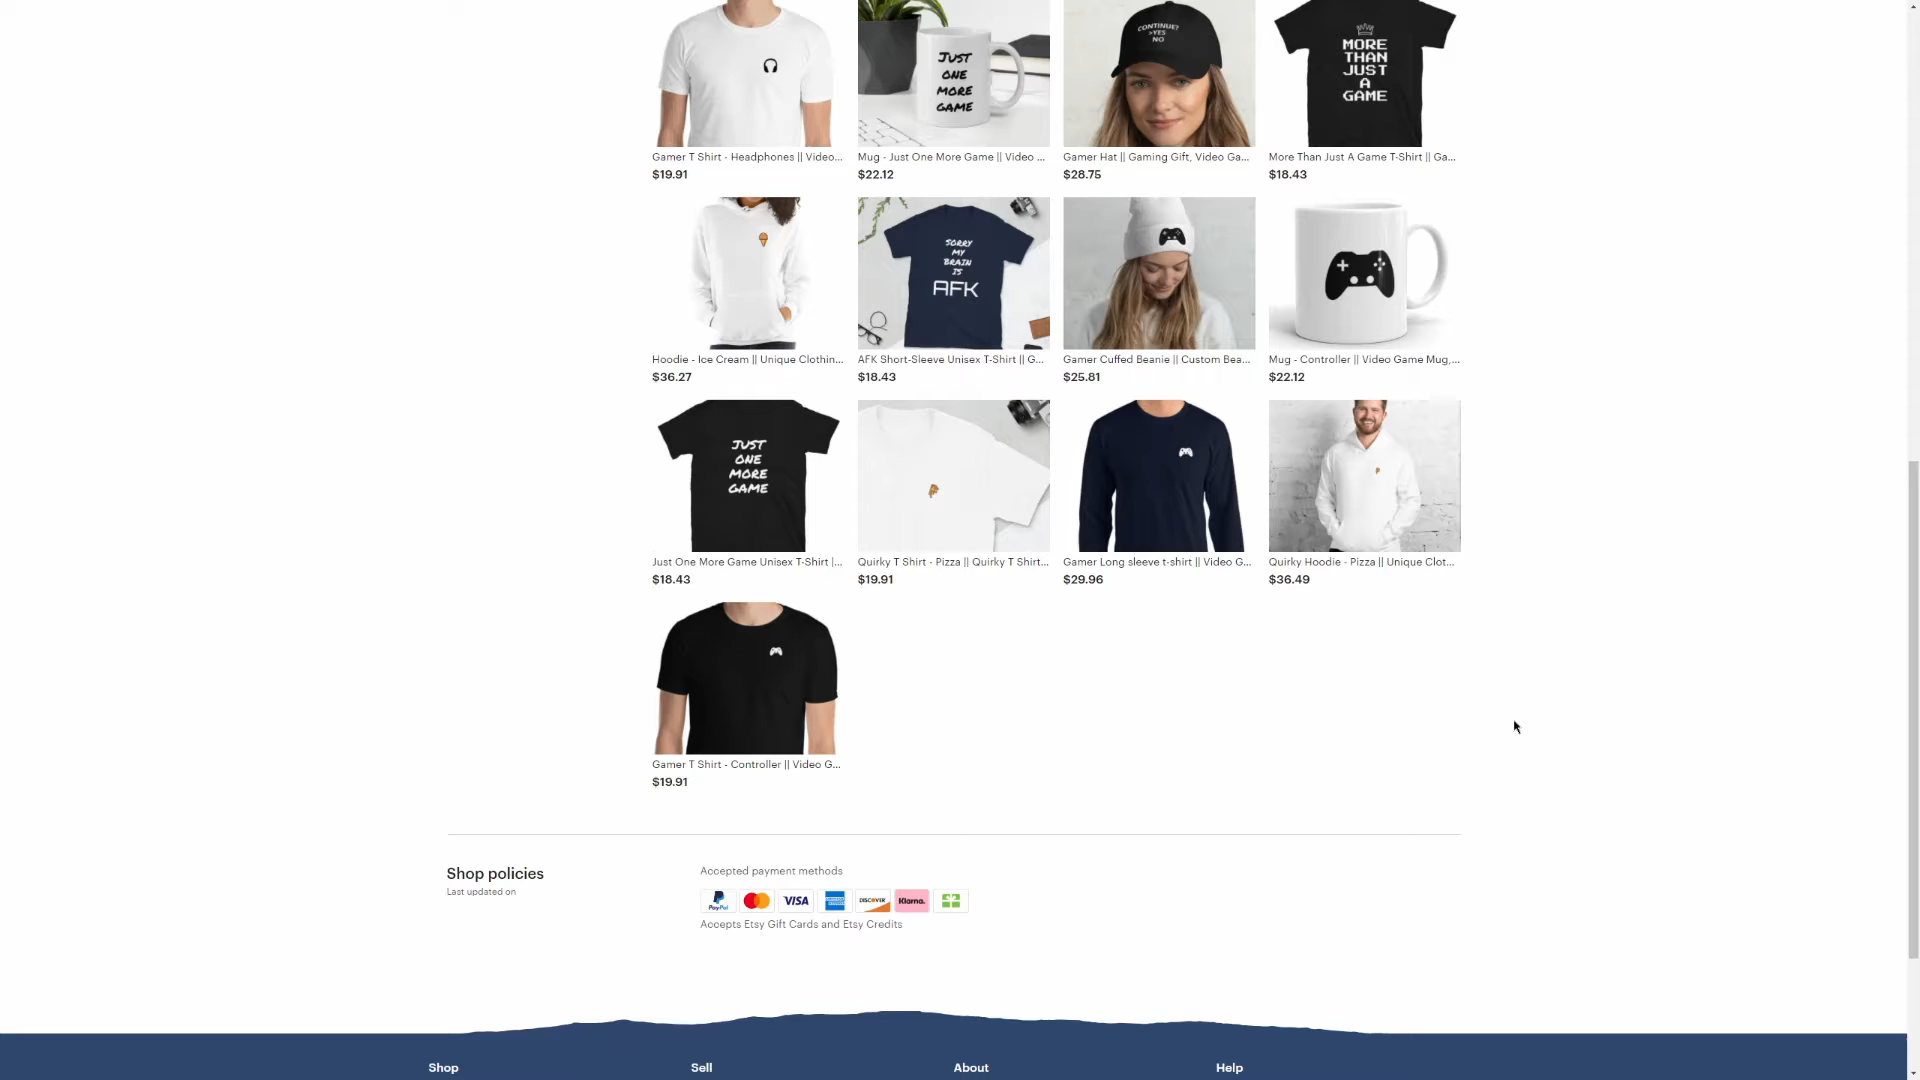 CONTINUE?
>YES
NO
JUST
ONE
MORE
GAME
MORE
THAN
JUST
A
GAME
Gamer T Shirt - Headphones || Video...
Mug - Just One More Game || Video ...
Gamer Hat || Gaming Gift, Video Ga...
More Than Just A Game T-Shirt || Ga...
$19.91
$22.12
$28.75
$18.43
SORRY
MY
BRAIN
IS
AFK
Hoodie - Ice Cream || Unique Clothin...
AFK Short-Sleeve Unisex T-Shirt || G...
Gamer Cuffed Beanie || Custom Bea...
Mug - Controller || Video Game Mug,...
$36.27
$18.43
$25.81
$22.12
JUST
ONE
MORE
GAME
Just One More Game Unisex T-Shirt |...
Quirky T Shirt - Pizza || Quirky T Shirt...
Gamer Long sleeve t-shirt || Video G...
Quirky Hoodie - Pizza || Unique Clot...
$18.43
$19.91
$29.96
$36.49
Gamer T Shirt - Controller || Video G...
$19.91
Shop policies
Last updated on
Accepted payment methods
PayPal
VISA
DISCOVER
Klarna.
Accepts Etsy Gift Cards and Etsy Credits
Shop
Sell
About
Help